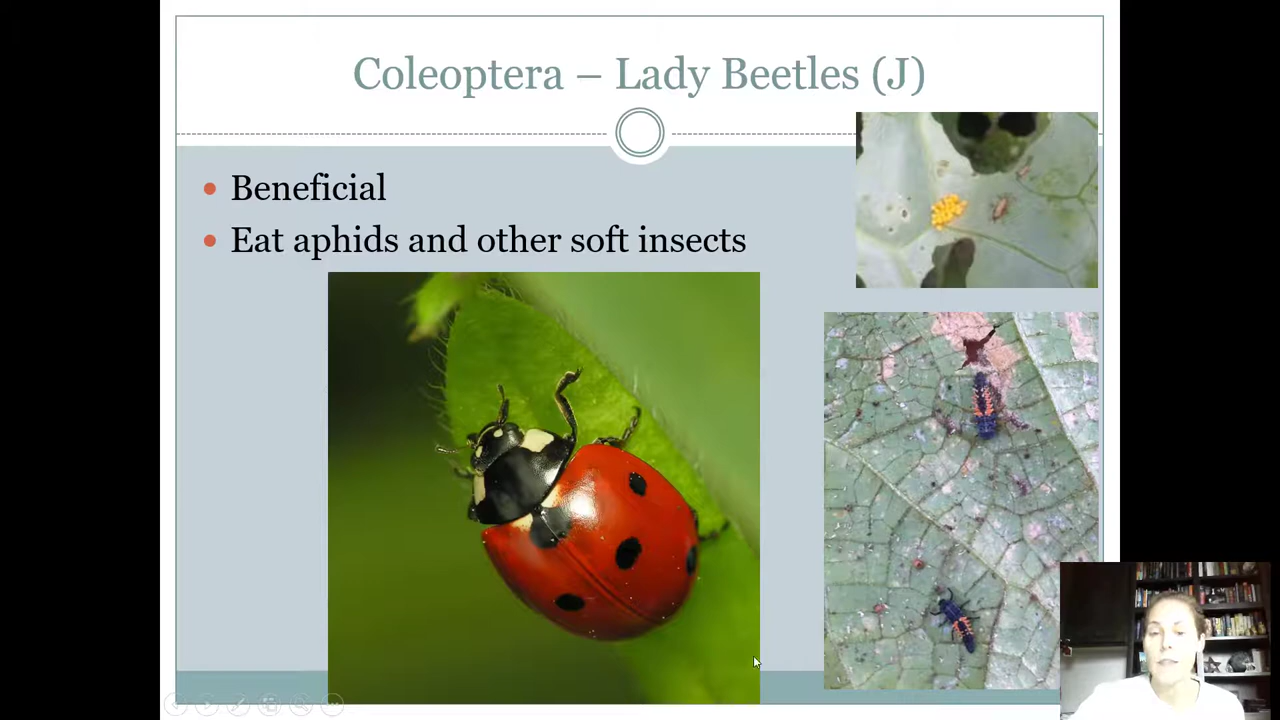 Coleoptera – Lady Beetles (J)
Beneficial
Eat aphids and other soft insects